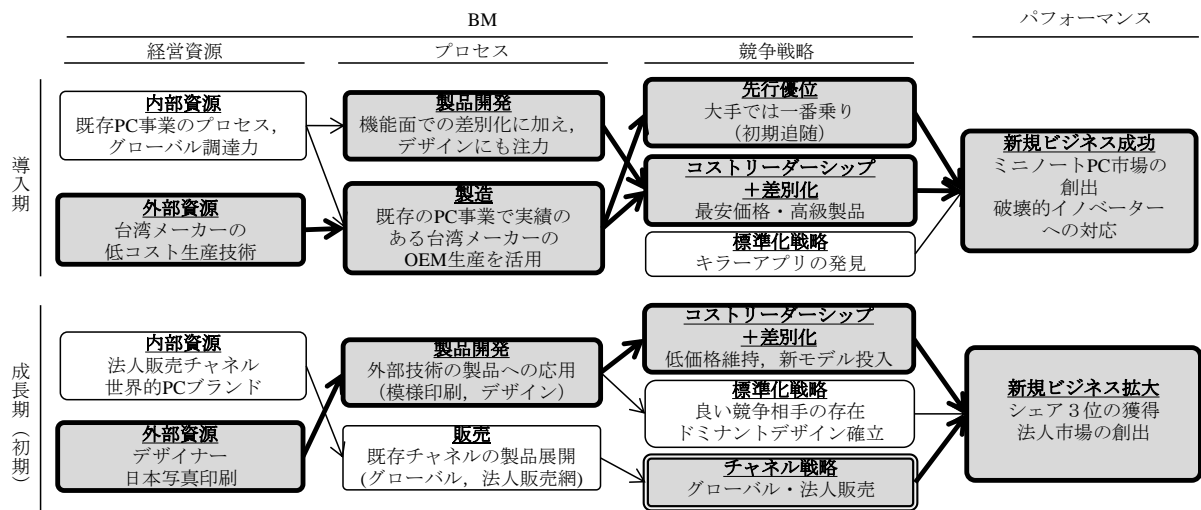 BM
パフォーマンス
経営資源
プロセス
競争戦略
導入期
内部資源
既存PC事業のプロセス，
グローバル調達力
外部資源
台湾メーカーの
低コスト生産技術
製品開発
機能面での差別化に加え，
デザインにも注力
製造
既存のPC事業で実績の
ある台湾メーカーの
OEM生産を活用
先行優位
大手では一番乗り
（初期追随）
コストリーダーシップ
＋差別化
最安価格・高級製品
標準化戦略
キラーアプリの発見
新規ビジネス成功
ミニノートPC市場の
創出
破壊的イノベーター
への対応
成長期（初期）
内部資源
法人販売チャネル
世界的PCブランド
外部資源
デザイナー
日本写真印刷
製品開発
外部技術の製品への応用
（模様印刷，デザイン）
販売
既存チャネルの製品展開
(グローバル，法人販売網)
コストリーダーシップ
＋差別化
低価格維持，新モデル投入
標準化戦略
良い競争相手の存在
ドミナントデザイン確立
チャネル戦略
グローバル・法人販売
新規ビジネス拡大
シェア３位の獲得
法人市場の創出